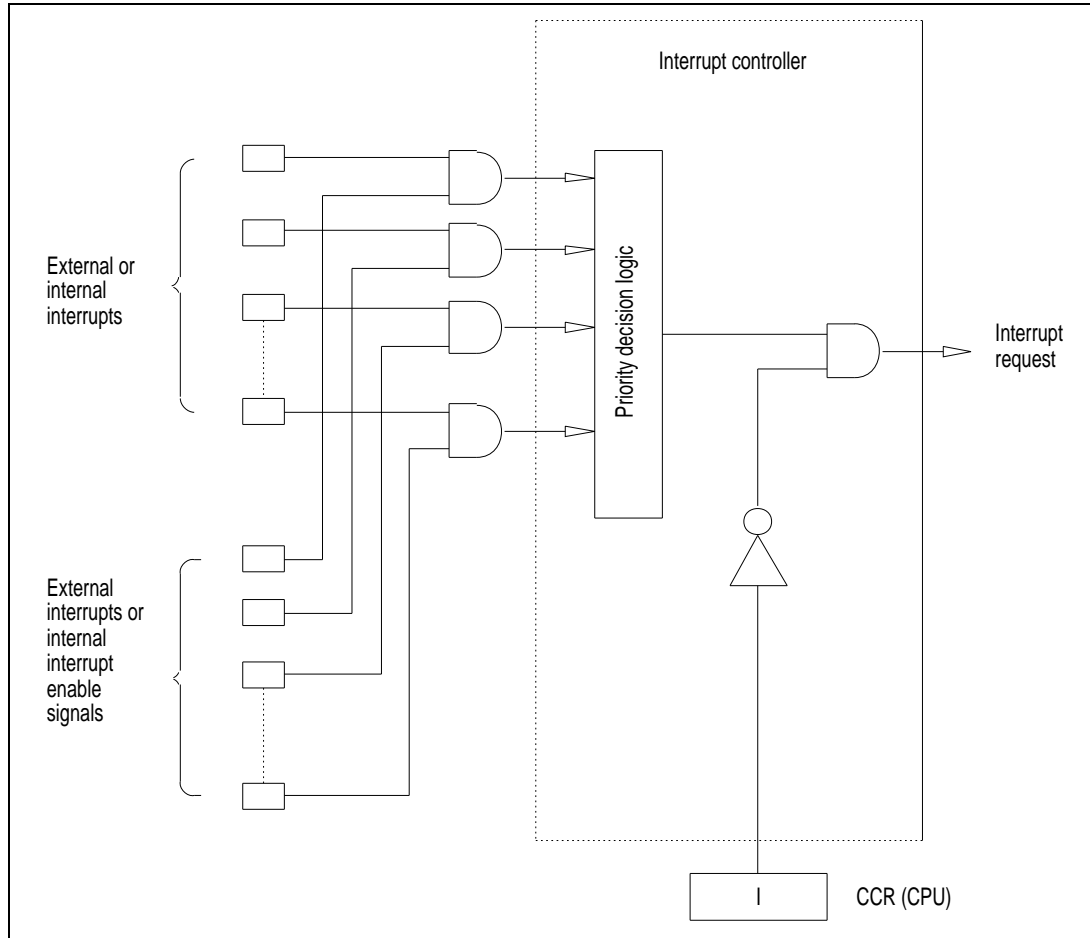 Interrupt controller
External or
internal
interrupts
Priority decision logic
Interrupt
request
External
interrupts or
internal
interrupt
enable
signals
I
CCR (CPU)